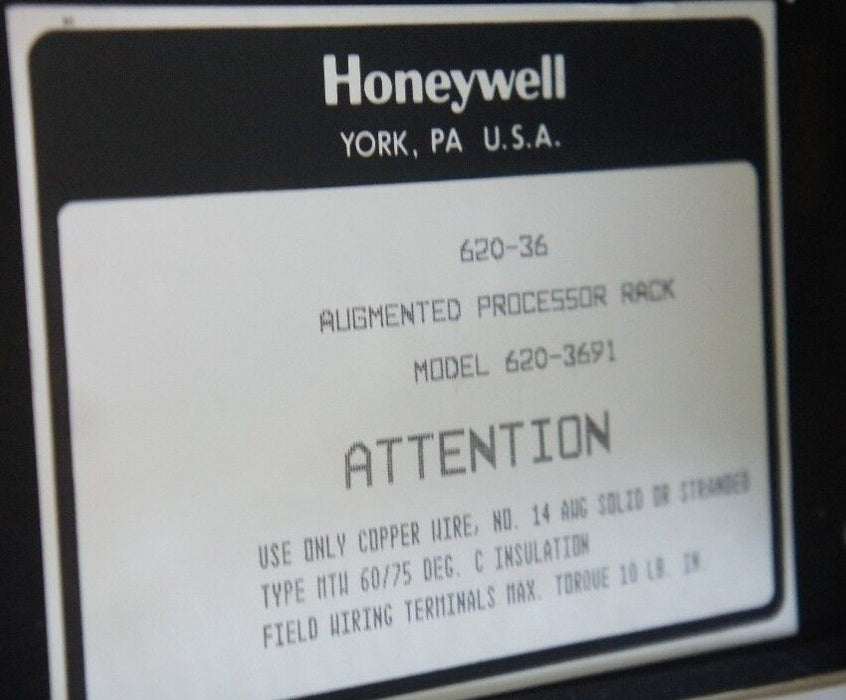 Honeywell
YORK, PA U.S.A.
620-36
AUGMENTED PROCESSOR RACK
MODEL 620-3691
ATTENTION
USE ONLY COPPER WIRE, NO. 14 AWG SOLID OR STRANDED
TYPE MTW 60/75 DEG. C INSULATION
FIELD WIRING TERMINALS MAX. TORQUE 10 LB. IN.